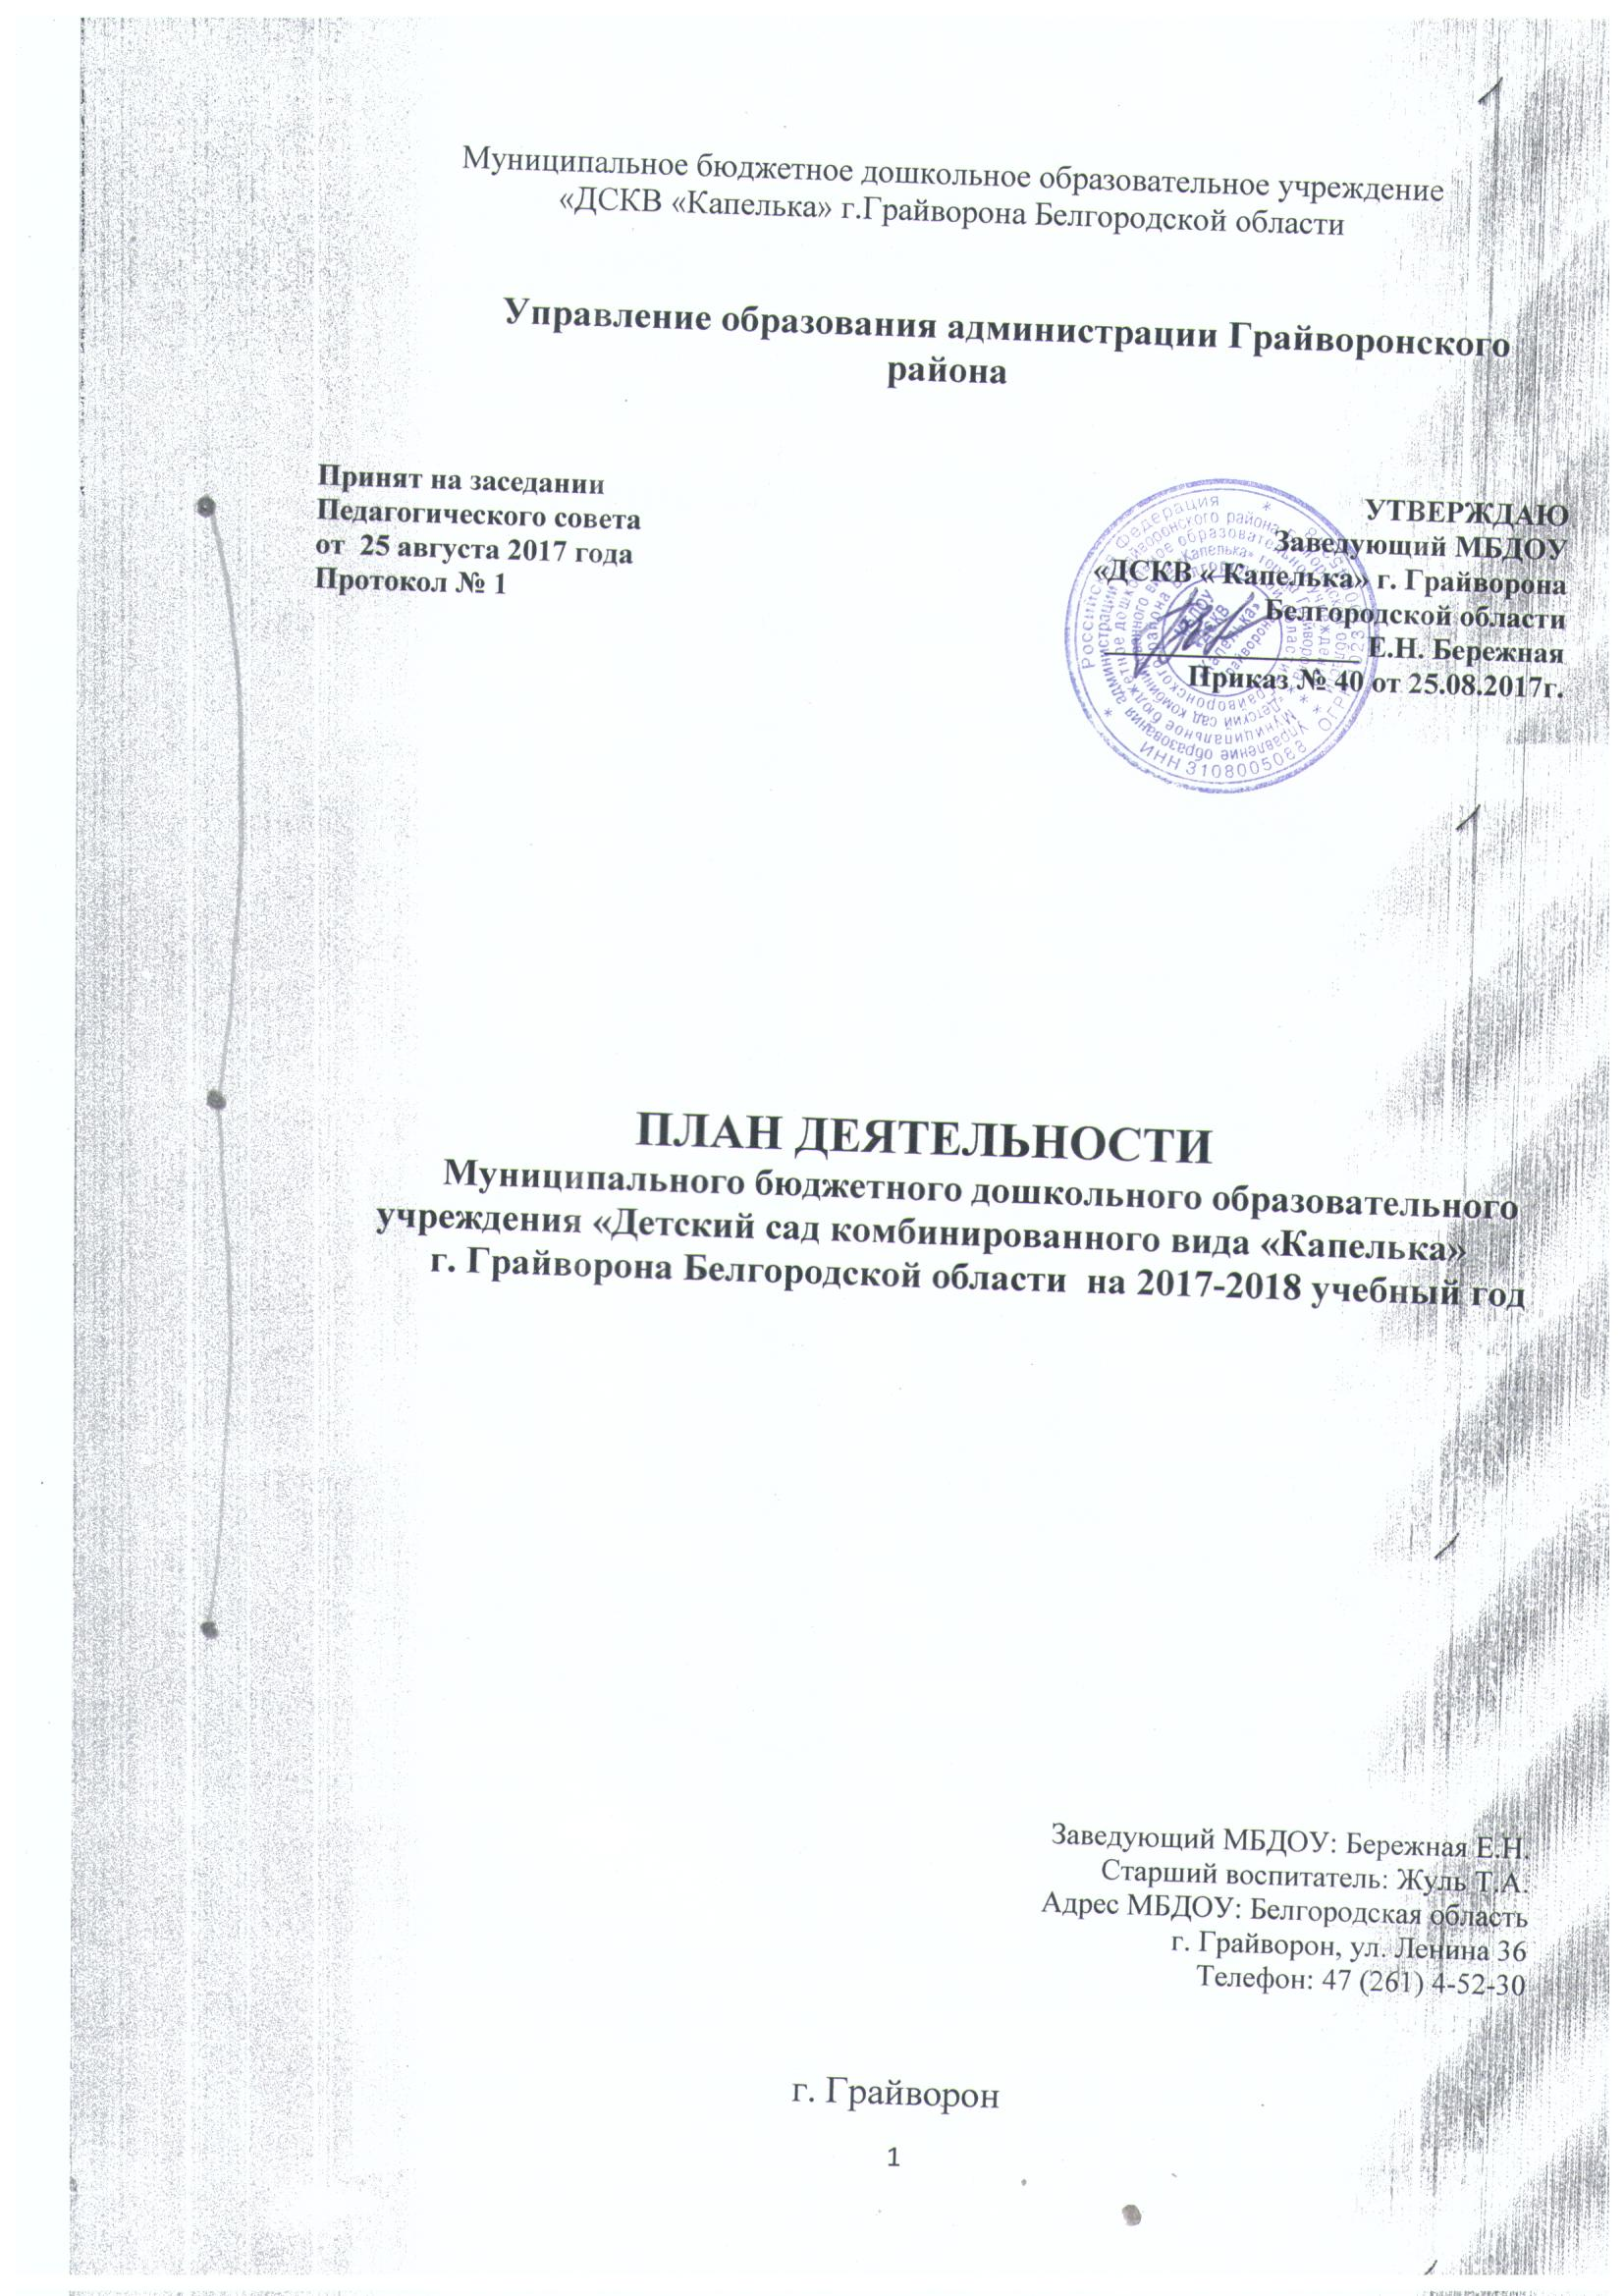 Муниципальное бюджетное дошкольное образовательное учреждение
«ДСКВ «Капелька» г.Грайворона Белгородской области
Управление образования администрации Грайворонского
района
Принят на заседании
Педагогического совета
от 25 августа 2017 года
Протокол № 1
УТВЕРЖДАЮ
Заведующий МБДОУ
«ДСКВ « Капелька» г. Грайворона
Белгородской области
Е.Н. Бережная
Приказ № 40 от 25.08.2017г.
Российская Федерация
ИНН 3108005088
ПЛАН ДЕЯТЕЛЬНОСТИ
Муниципального бюджетного дошкольного образовательного
учреждения «Детский сад комбинированного вида «Капелька»
г. Грайворона Белгородской области на 2017-2018 учебный год
Заведующий МБДОУ: Бережная Е.Н.
Старший воспитатель: Жуль Т.А.
Адрес МБДОУ: Белгородская область
г. Грайворон, ул. Ленина 36
Телефон: 47 (261) 4-52-30
г. Грайворон
1